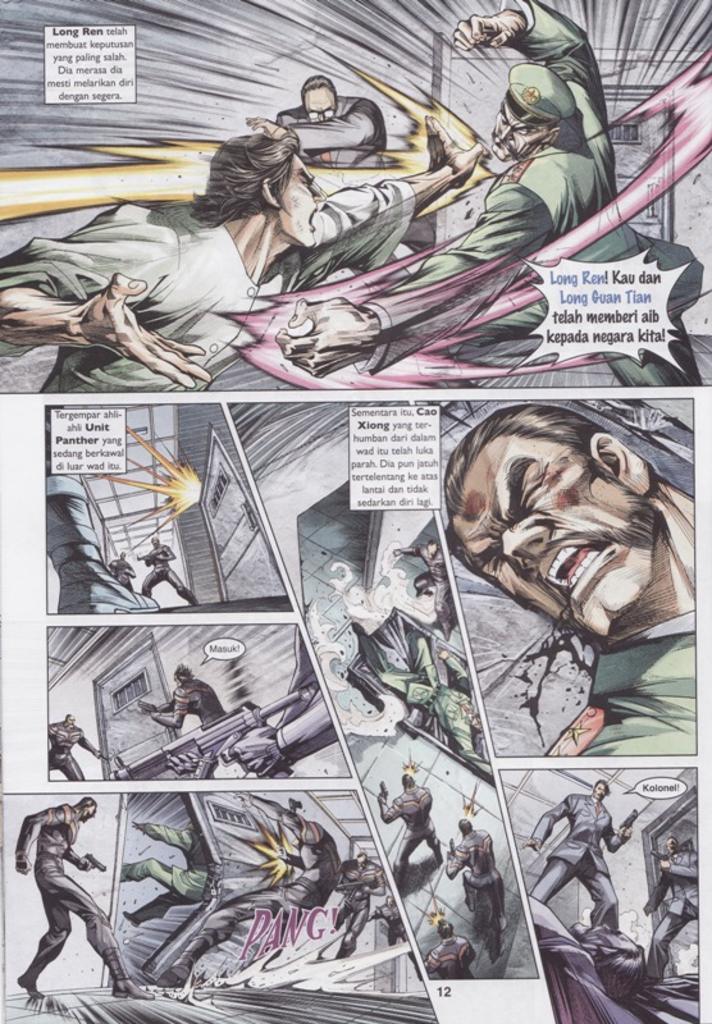 Long Ren telah
membuat keputusan
yang paling salah.
Dia merasa dia
mesti melarikan diri
dengan segera.
Long Ren! Kau dan
Long Guan Tian
telah memberi aib
kepada negara kita!
Tergempar ahli-
ahli Unit
Panther yang
sedang berkawal
di luar wad itu.
Sementara itu, Cao
Xiong yang ter-
humban dari dalam
wad itu telah luka
parah. Dia pun jatuh
tertelentang ke atas
lantai dan tidak
sedarkan diri lagi.
Masuk!
PANG!
Kolonel!
12